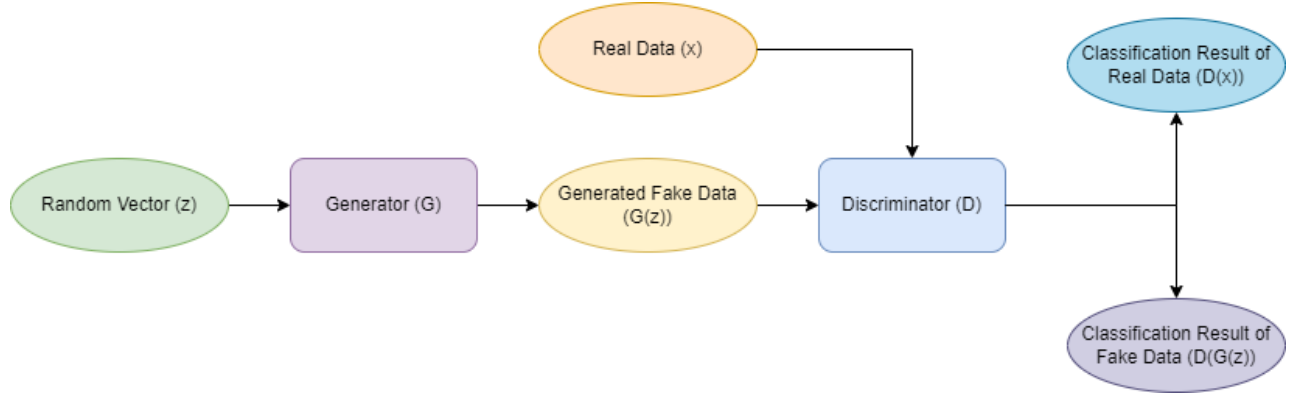 Real Data (x)
Classification Result of
Real Data (D(x))
Random Vector (z)
Generator (G)
Generated Fake Data
(G(z))
Discriminator (D)
Classification Result of
Fake Data (D(G(z))